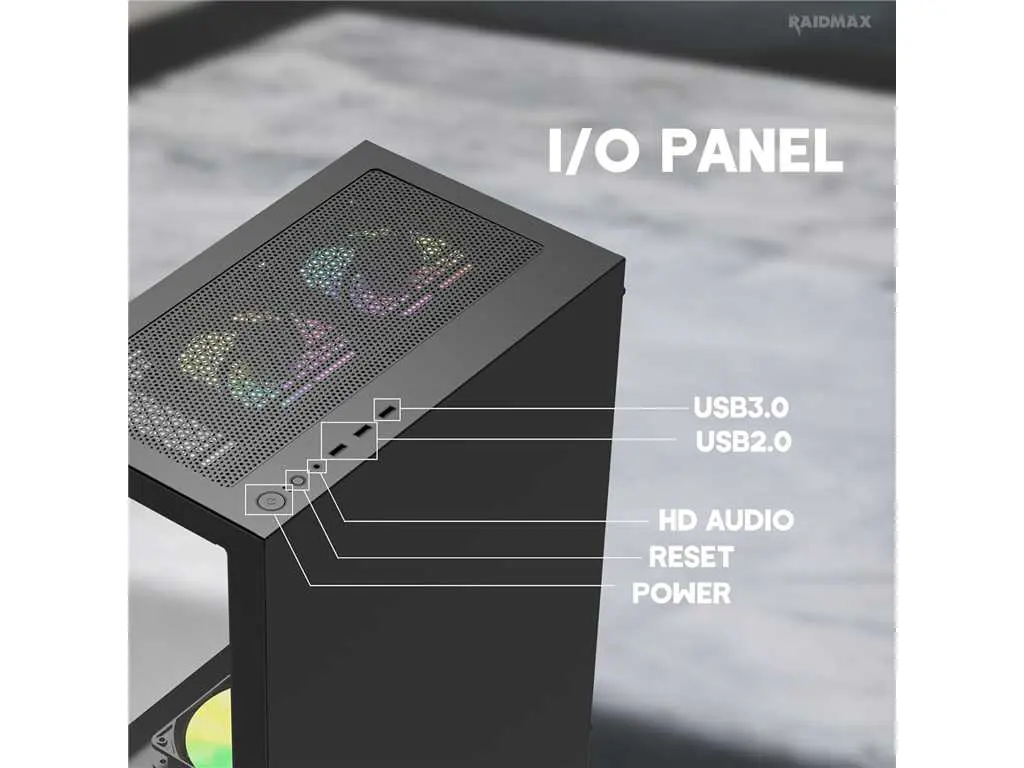 RAIDMAX
I/O PANEL
USB3.0
USB2.0
HD AUDIO
RESET
POWER